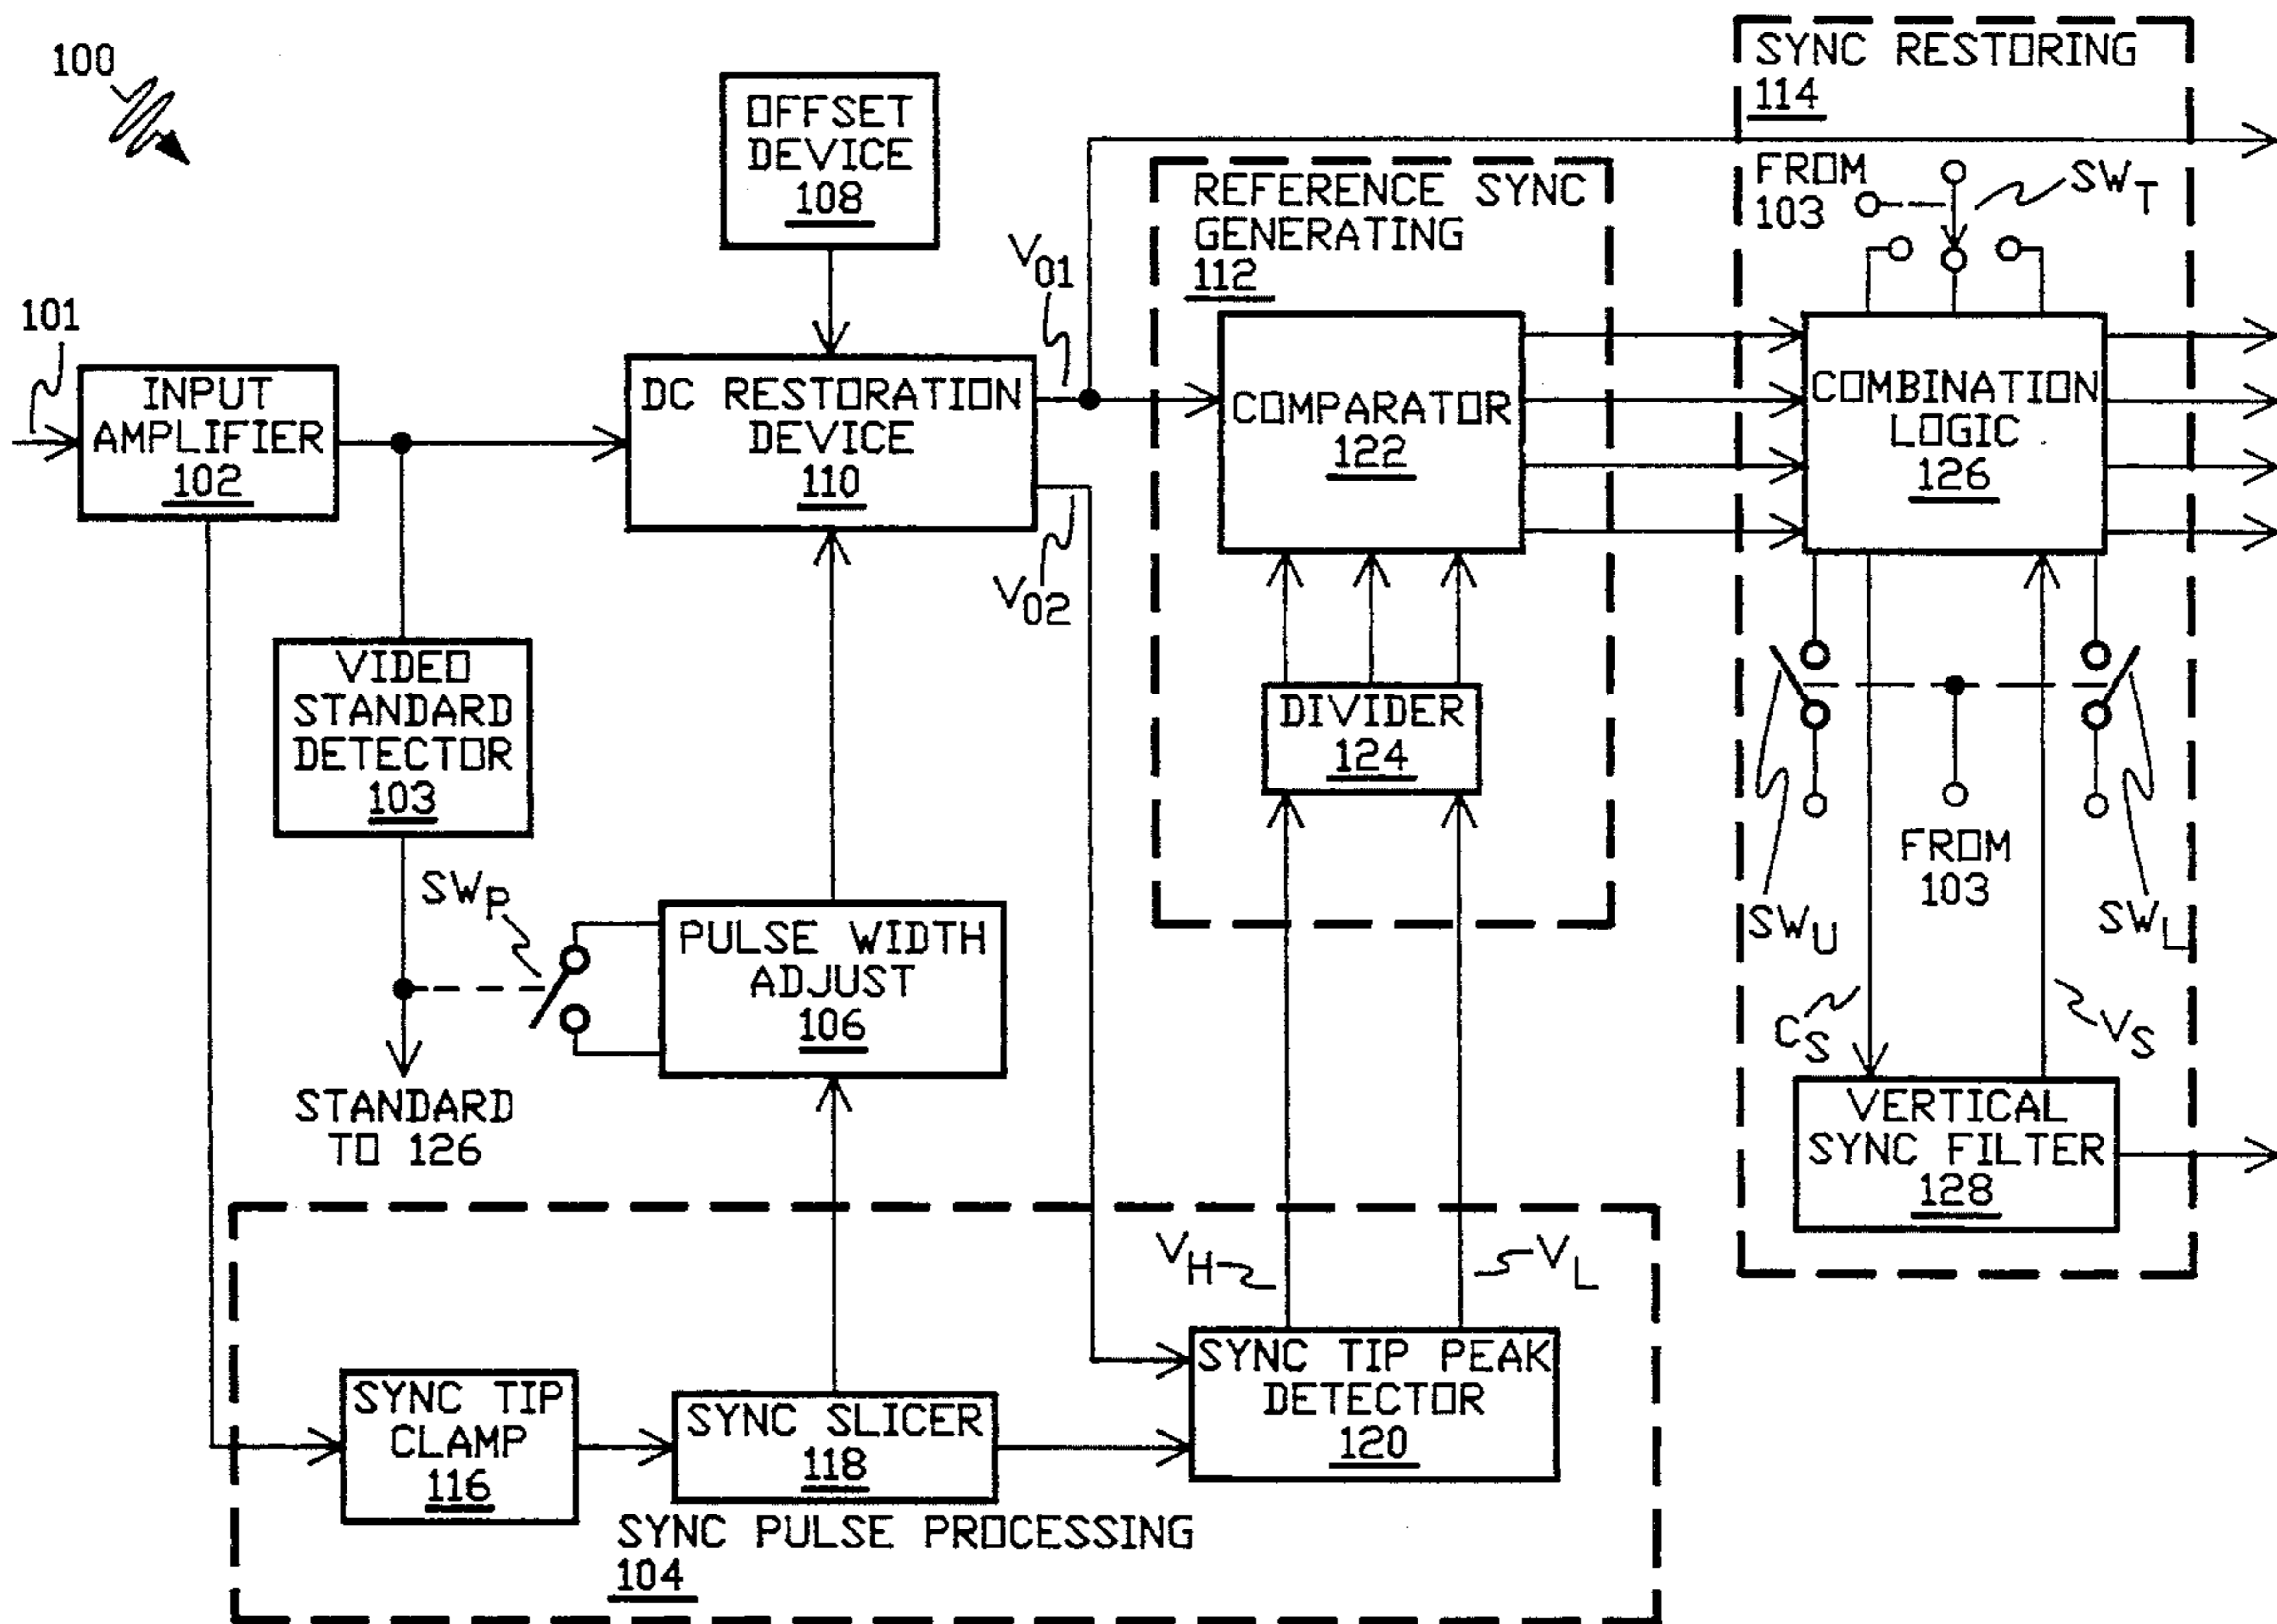 100
SYNC RESTORING
114
OFFSET
DEVICE
108
FROM
103
SWT
REFERENCE SYNC
GENERATING
112
V01
101
INPUT
AMPLIFIER
102
DC RESTORATION
DEVICE
110
COMPARATOR
122
COMBINATION
LOGIC
126
V02
VIDEO
STANDARD
DETECTOR
103
DIVIDER
124
FROM
103
SWU
SWL
SWP
PULSE WIDTH
ADJUST
106
CS
VS
STANDARD
TO 126
VERTICAL
SYNC FILTER
128
VH
VL
SYNC TIP
CLAMP
116
SYNC SLICER
118
SYNC TIP PEAK
DETECTOR
120
SYNC PULSE PROCESSING
104